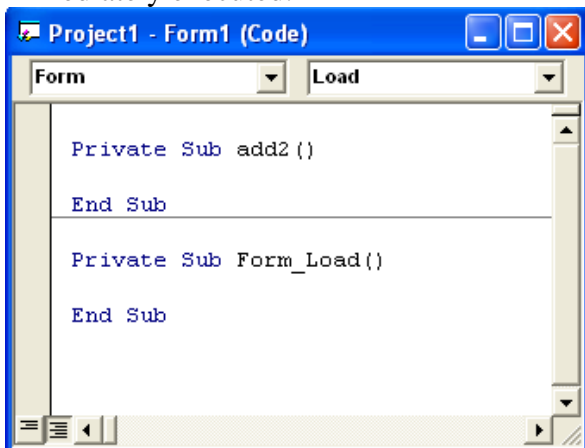 Project1 - Form1 (Code)
Form Load
Private Sub add2()
End Sub
Private Sub Form_Load()
End Sub